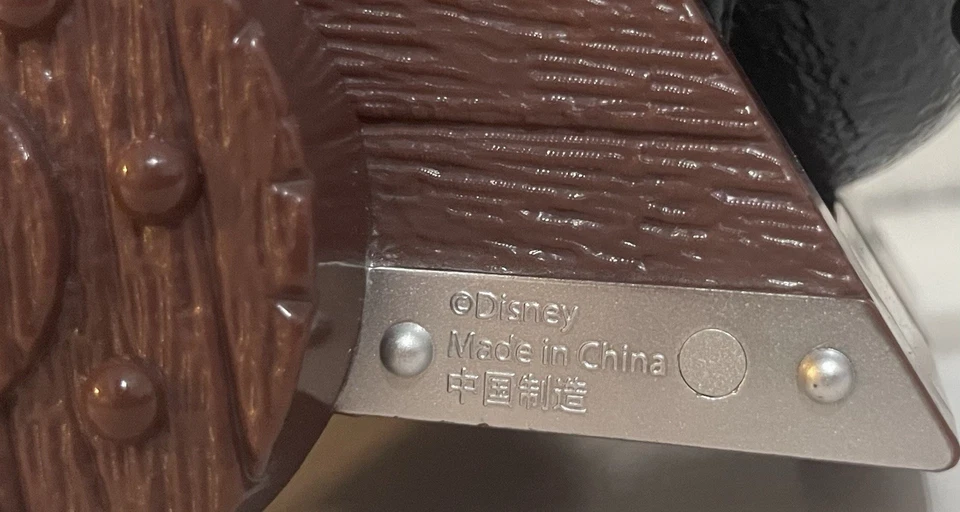 ©Disney
Made in China
中国制造